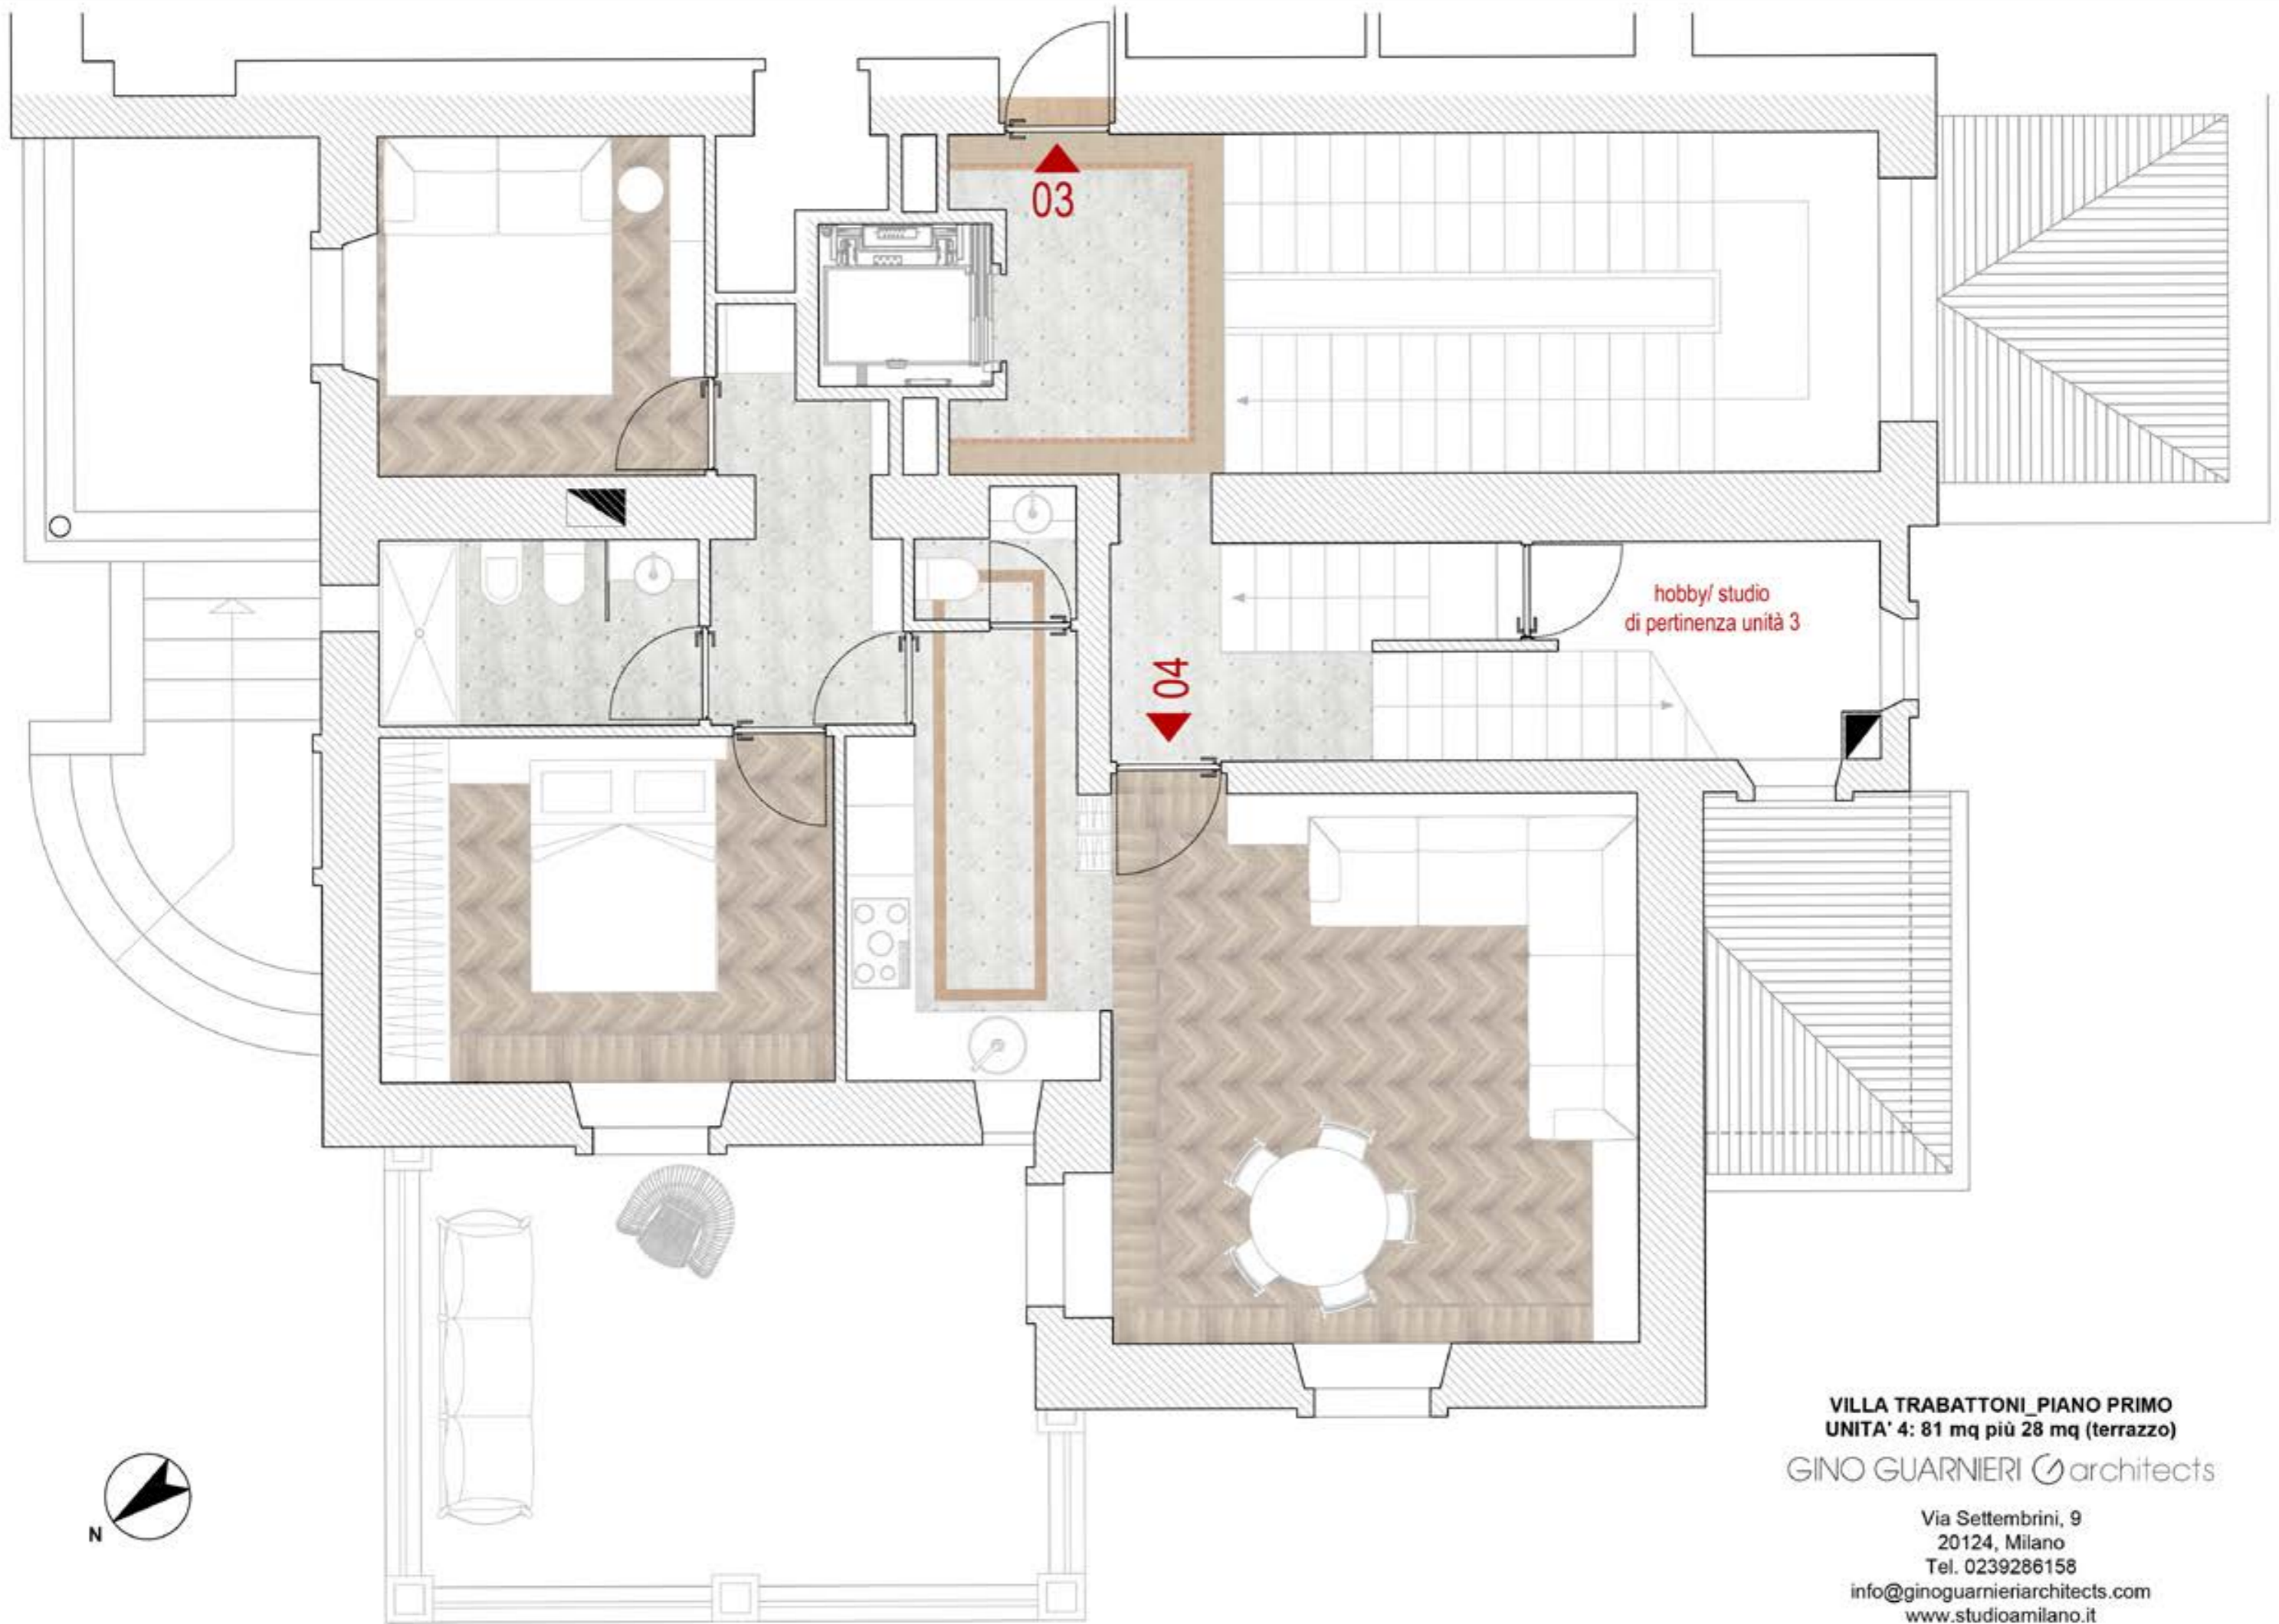 03
hobby/ studio
di pertinenza unità 3
04
VILLA TRABATTONI_PIANO PRIMO
UNITA' 4: 81 mq più 28 mq (terrazzo)
GINO GUARNIERI G architects
Via Settembrini, 9
20124, Milano
Tel. 0239286158
info@ginoguarnieriarchitects.com
www.studioamilano.it
N